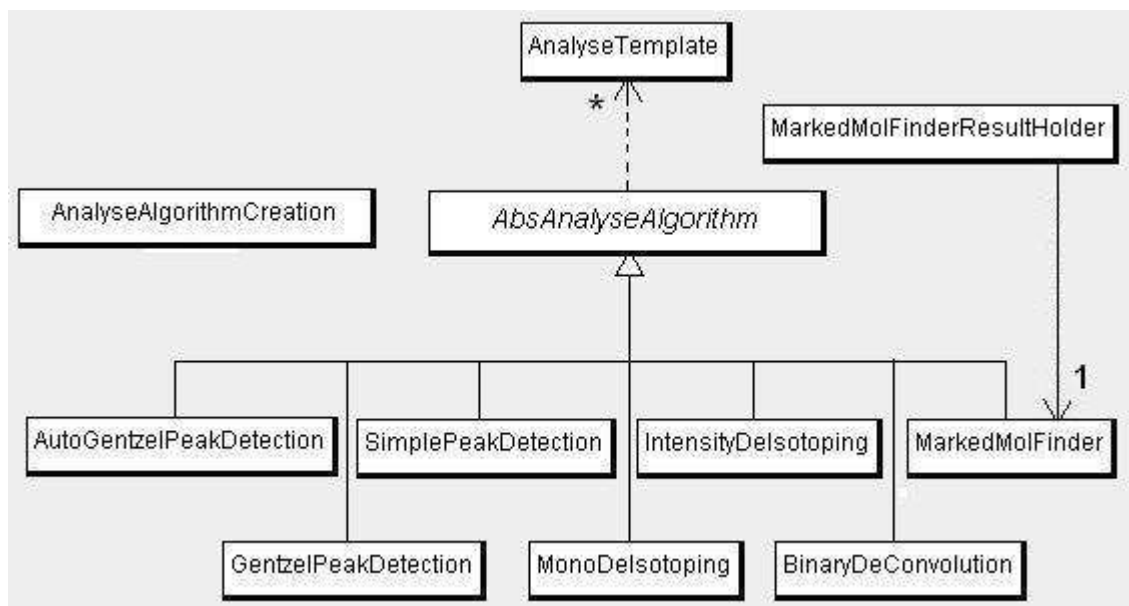 AnalyseTemplate
*
MarkedMolFinderResultHolder
AnalyseAlgorithmCreation
AbsAnalyseAlgorithm
1
AutoGentzelPeakDetection
SimplePeakDetection
IntensityDeIsotoping
MarkedMolFinder
GentzelPeakDetection
MonoDeIsotoping
BinaryDeConvolution